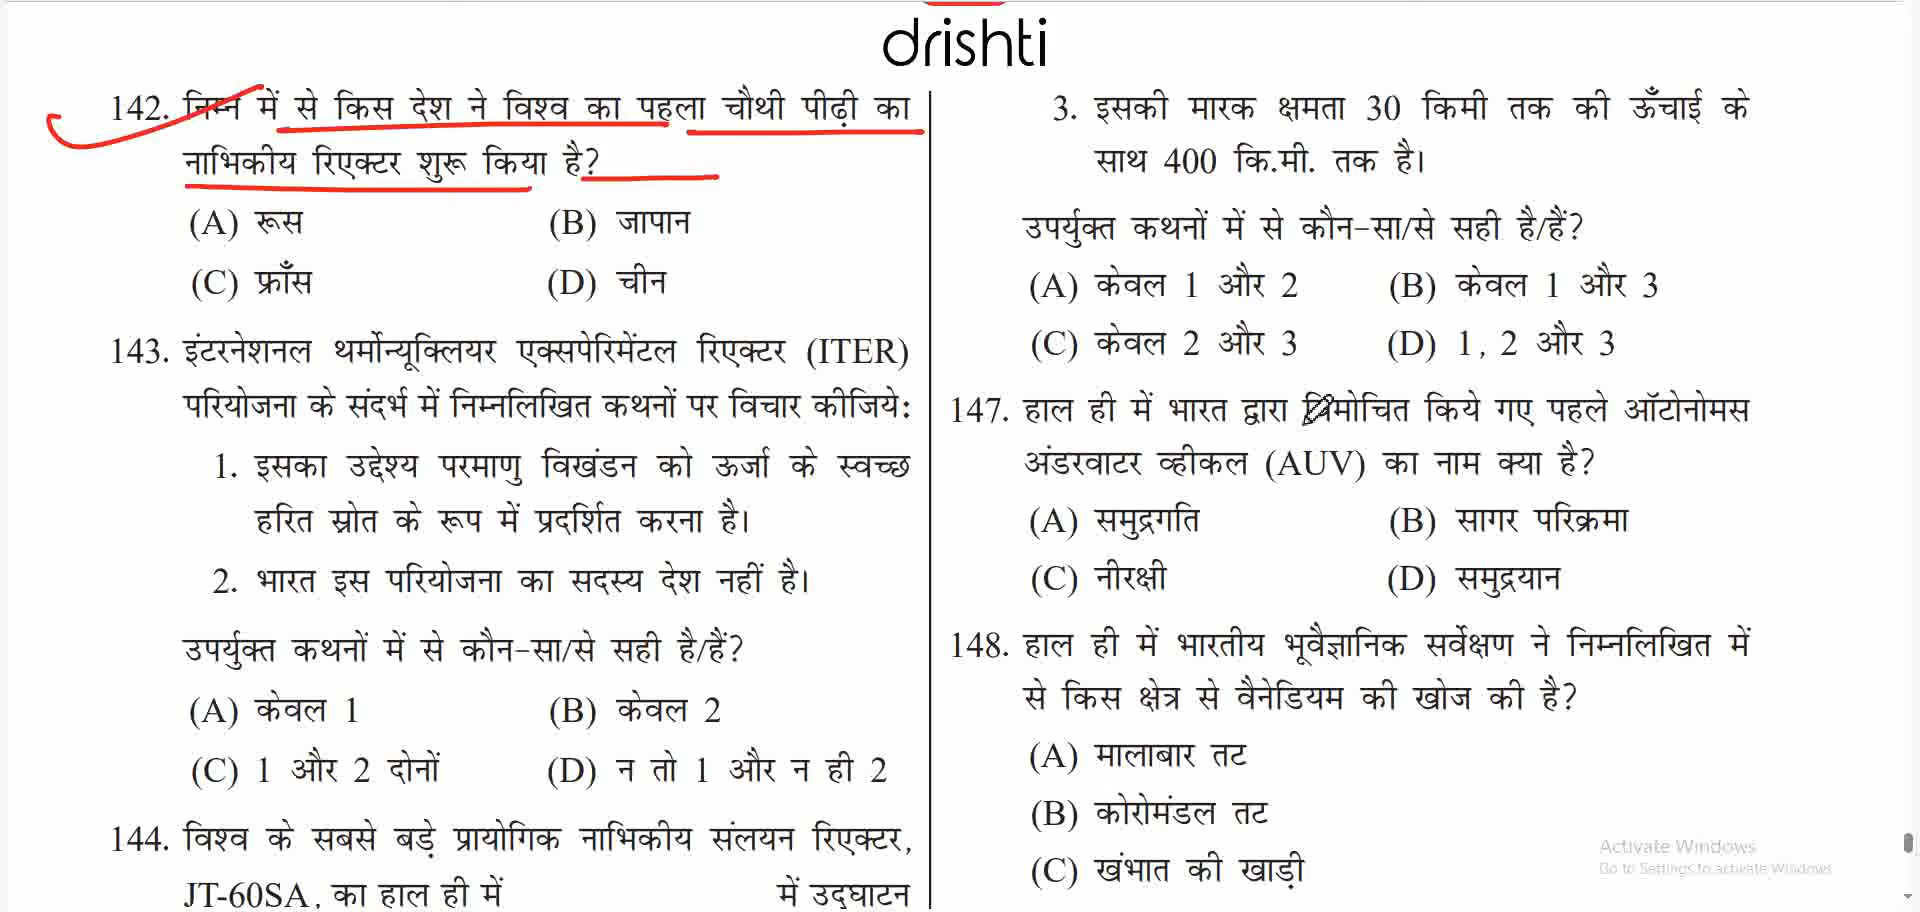 drishti
142. निम्न में से किस देश ने विश्व का पहला चौथी पीढ़ी का
नाभिकीय रिएक्टर शुरू किया है?
(A) रूस (B) जापान
(C) फ्राँस (D) चीन
143. इंटरनेशनल थर्मोन्यूक्लियर एक्सपेरिमेंटल रिएक्टर (ITER)
परियोजना के संदर्भ में निम्नलिखित कथनों पर विचार कीजिये:
1. इसका उद्देश्य परमाणु विखंडन को ऊर्जा के स्वच्छ
हरित स्रोत के रूप में प्रदर्शित करना है।
2. भारत इस परियोजना का सदस्य देश नहीं है।
उपर्युक्त कथनों में से कौन-सा/से सही है/हैं?
(A) केवल 1 (B) केवल 2
(C) 1 और 2 दोनों (D) न तो 1 और न ही 2
144. विश्व के सबसे बड़े प्रायोगिक नाभिकीय संलयन रिएक्टर,
JT-60SA, का हाल ही में में उद्घाटन
3. इसकी मारक क्षमता 30 किमी तक की ऊँचाई के
साथ 400 कि.मी. तक है।
उपर्युक्त कथनों में से कौन-सा/से सही है/हैं?
(A) केवल 1 और 2 (B) केवल 1 और 3
(C) केवल 2 और 3 (D) 1, 2 और 3
147. हाल ही में भारत द्वारा विमोचित किये गए पहले ऑटोनोमस
अंडरवाटर व्हीकल (AUV) का नाम क्या है?
(A) समुद्रगति (B) सागर परिक्रमा
(C) नीरक्षी (D) समुद्रयान
148. हाल ही में भारतीय भूवैज्ञानिक सर्वेक्षण ने निम्नलिखित में
से किस क्षेत्र से वैनेडियम की खोज की है?
(A) मालाबार तट
(B) कोरोमंडल तट
(C) खंभात की खाड़ी
Activate Windows
Go to Settings to activate Windows